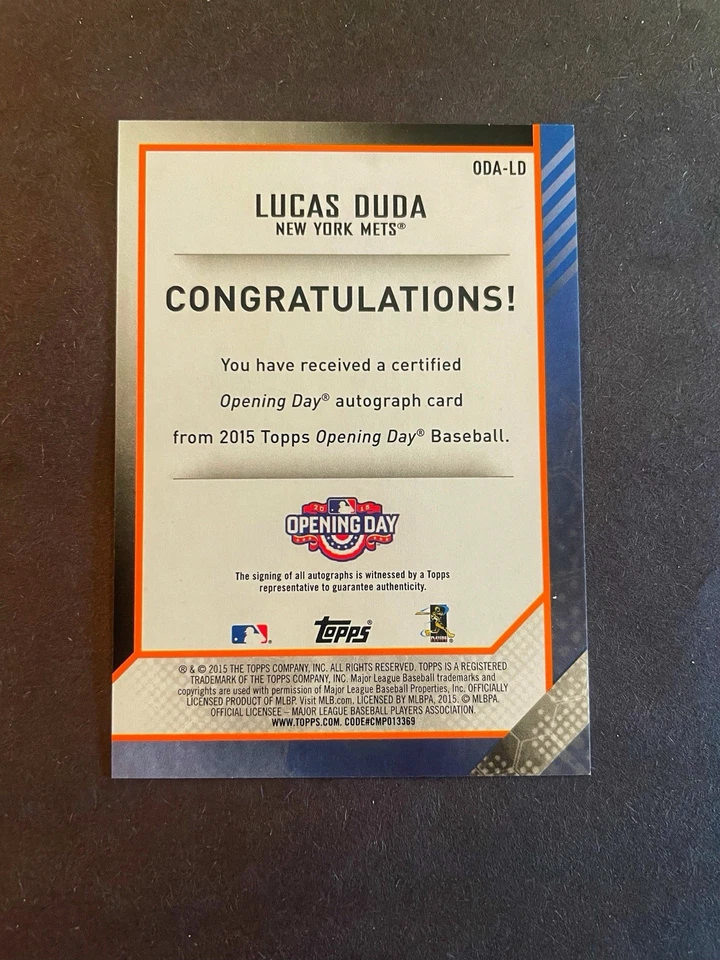 ODA-LD
LUCAS DUDA
NEW YORK METS®
CONGRATULATIONS!
You have received a certified
Opening Day® autograph card
from 2015 Topps Opening Day® Baseball.
OPENING DAY
The signing of all autographs is witnessed by a Topps
representative to guarantee authenticity.
Topps®
PLAYERS
® & © 2015 THE TOPPS COMPANY, INC. ALL RIGHTS RESERVED. TOPPS IS A REGISTERED
TRADEMARK OF THE TOPPS COMPANY, INC. Major League Baseball trademarks and
copyrights are used with permission of Major League Baseball Properties, Inc. OFFICIALLY
LICENSED PRODUCT OF MLBP. Visit MLB.com. LICENSED BY MLBPA, 2015. © MLBPA.
OFFICIAL LICENSEE – MAJOR LEAGUE BASEBALL PLAYERS ASSOCIATION.
WWW.TOPPS.COM. CODE#CMP013369